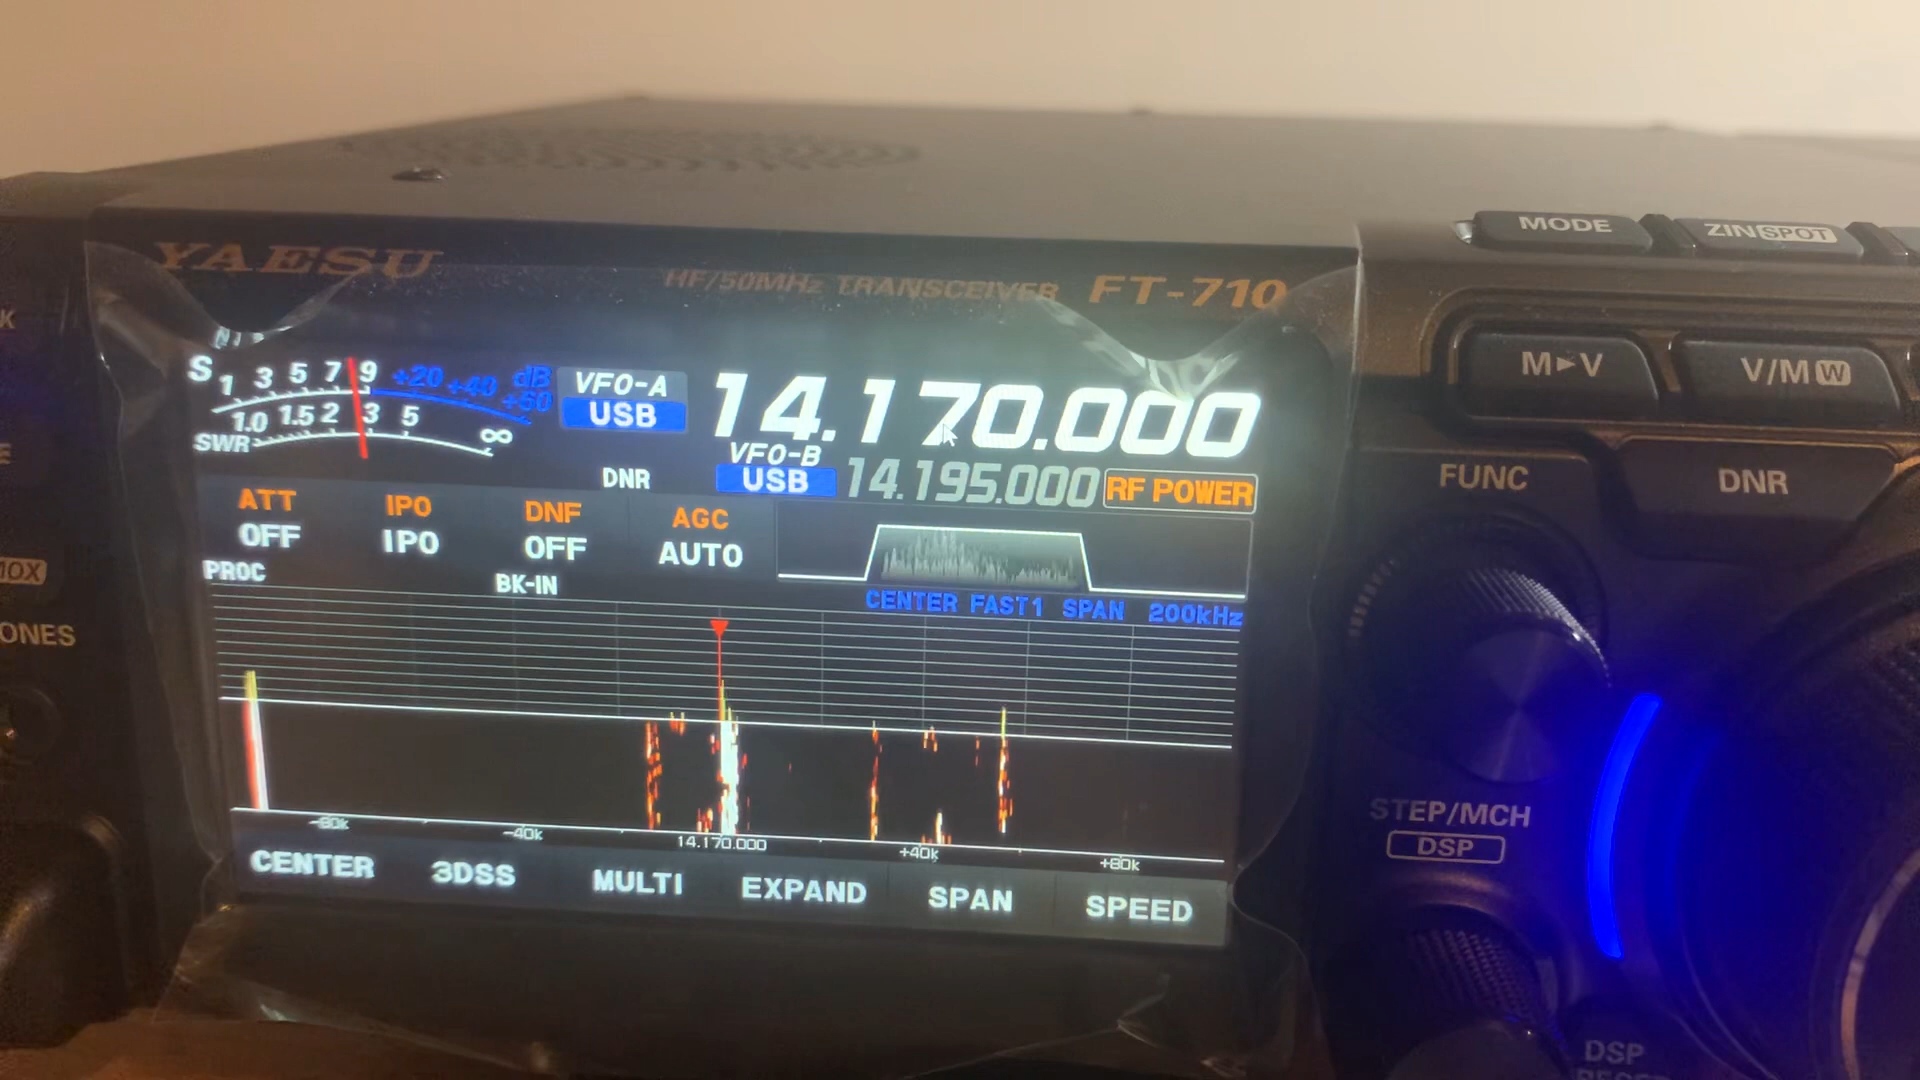 YAESU
HF/50MHz TRANSCEIVER FT-710
MODE
ZIN SPOT
M►V
V/M W
FUNC
DNR
STEP/MCH
DSP
DSP
S 1 3 5 7 9 +20 +40 +60 dB
SWR 1.0 1.5 2 3 5 ∞
VFO-A
USB
14.170.000
VFO-B
DNR
USB
14.195.000
RF POWER
ATT
OFF
IPO
IPO
DNF
OFF
AGC
AUTO
PROC
BK-IN
CENTER FAST1 SPAN 200kHz
-80k
-40k
14.170.000
+40k
+80k
CENTER
3DSS
MULTI
EXPAND
SPAN
SPEED